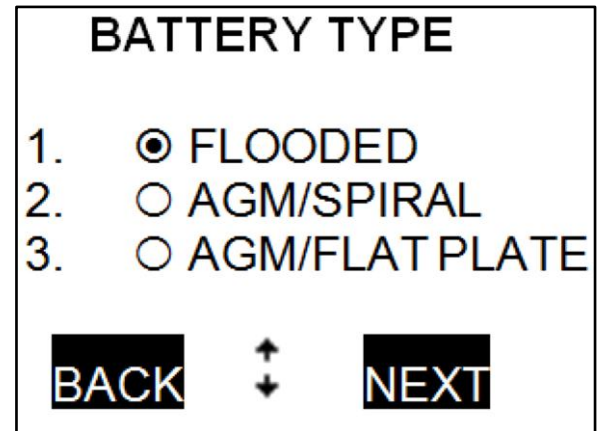 BATTERY TYPE
1. FLOODED
2. AGM/SPIRAL
3. AGM/FLAT PLATE
BACK NEXT